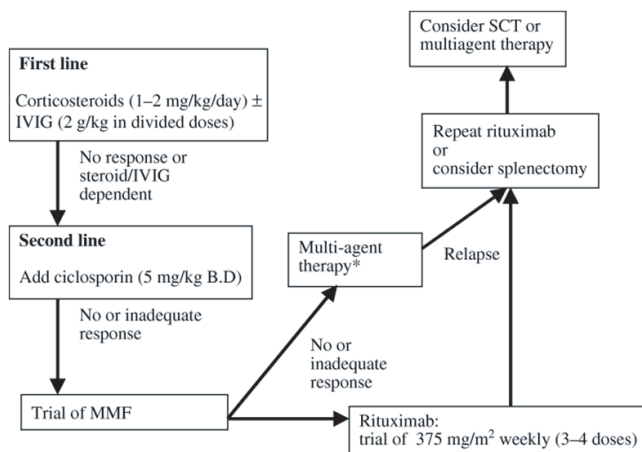 First line
Corticosteroids (1–2 mg/kg/day) ±
IVIG (2 g/kg in divided doses)
No response or
steroid/IVIG
dependent
Second line
Add ciclosporin (5 mg/kg B.D)
No or inadequate
response
Trial of MMF
No or
inadequate
response
Multi-agent
therapy*
Rituximab:
trial of 375 mg/m² weekly (3–4 doses)
Relapse
Repeat rituximab
or
consider splenectomy
Consider SCT or
multiagent therapy